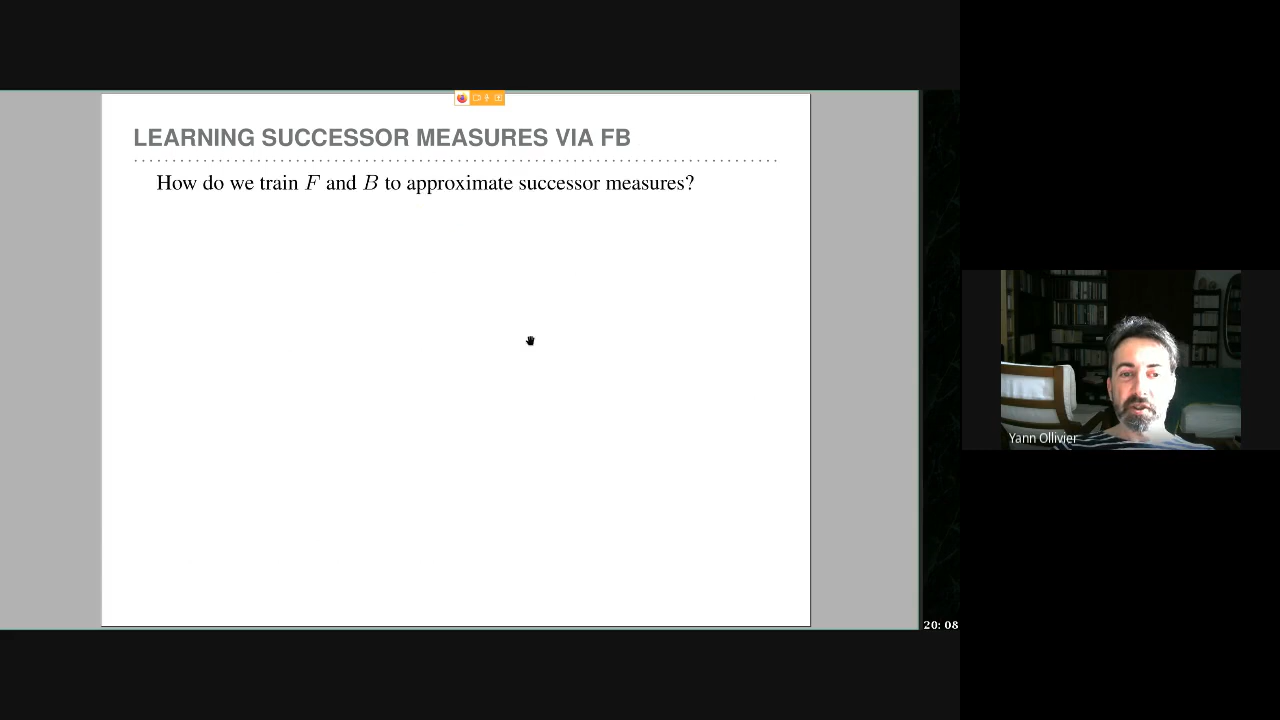 LEARNING SUCCESSOR MEASURES VIA FB
How do we train F and B to approximate successor measures?
Yann Ollivier
20: 08